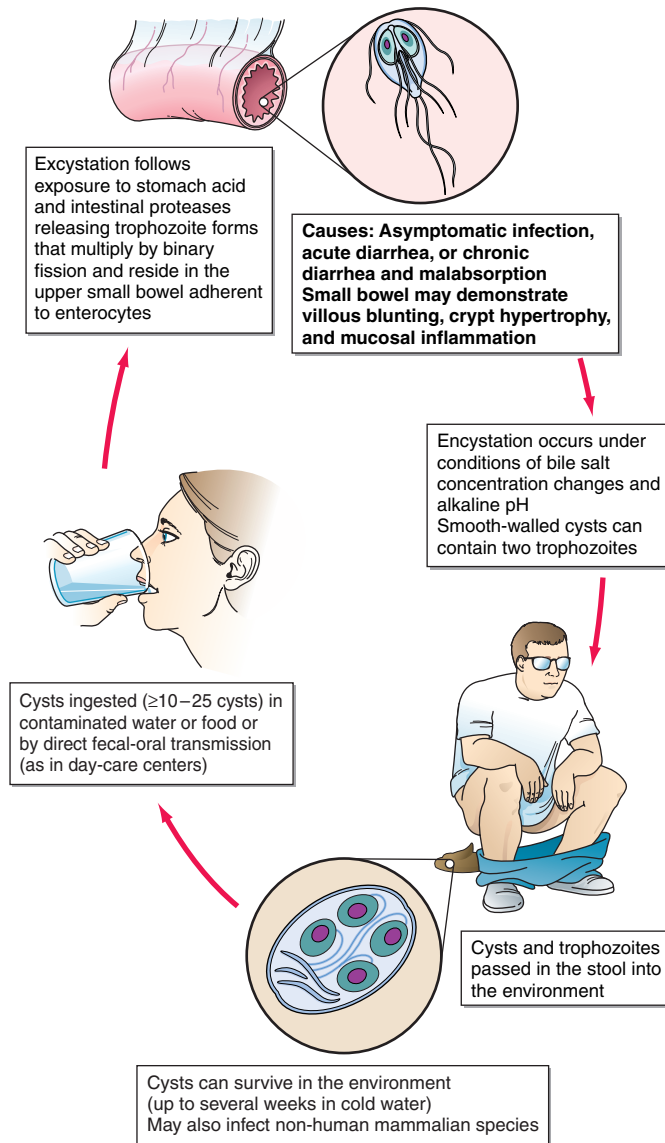 Excystation follows
exposure to stomach acid
and intestinal proteases
releasing trophozoite forms
that multiply by binary
fission and reside in the
upper small bowel adherent
to enterocytes
Causes: Asymptomatic infection,
acute diarrhea, or chronic
diarrhea and malabsorption
Small bowel may demonstrate
villous blunting, crypt hypertrophy,
and mucosal inflammation
Encystation occurs under
conditions of bile salt
concentration changes and
alkaline pH
Smooth-walled cysts can
contain two trophozoites
Cysts ingested (≥10–25 cysts) in
contaminated water or food or
by direct fecal-oral transmission
(as in day-care centers)
Cysts and trophozoites
passed in the stool into
the environment
Cysts can survive in the environment
(up to several weeks in cold water)
May also infect non-human mammalian species